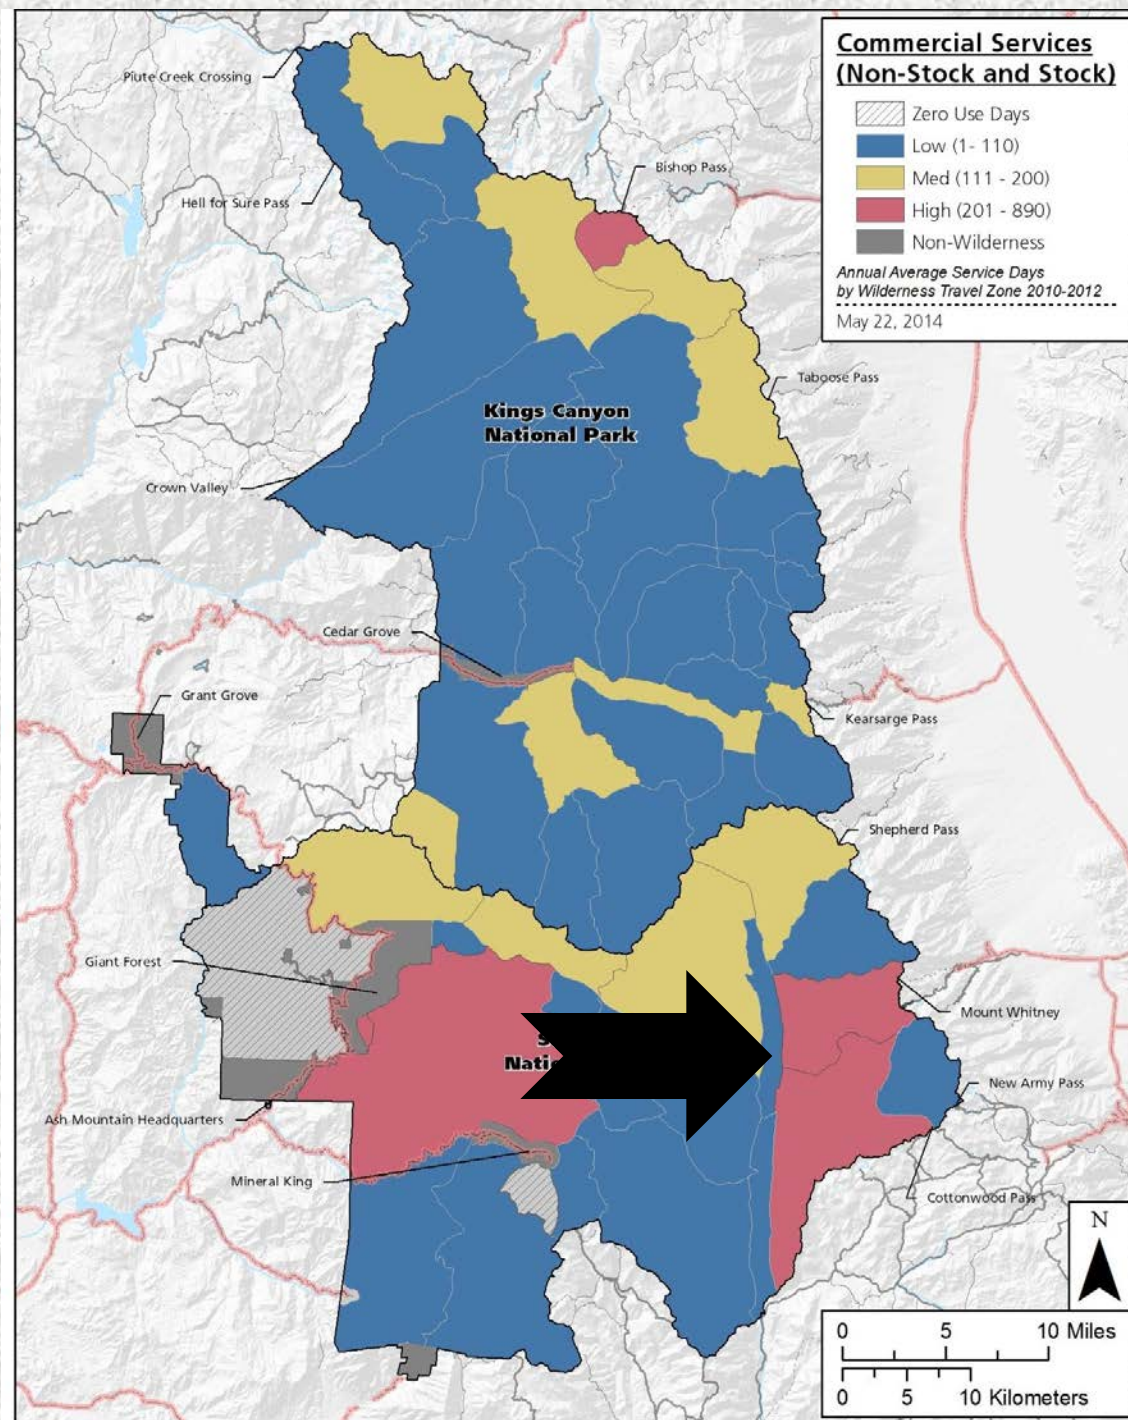 Commercial Services
(Non-Stock and Stock)
Zero Use Days
Low (1- 110)
Med (111 - 200)
High (201 - 890)
Non-Wilderness
Annual Average Service Days
by Wilderness Travel Zone 2010-2012
May 22, 2014
Piute Creek Crossing
Bishop Pass
Hell for Sure Pass
Taboose Pass
Kings Canyon
National Park
Crown Valley
Cedar Grove
Grant Grove
Kearsarge Pass
Shepherd Pass
Giant Forest
Mount Whitney
New Army Pass
Ash Mountain Headquarters
Mineral King
Cottonwood Pass
N
0 5 10 Miles
0 5 10 Kilometers